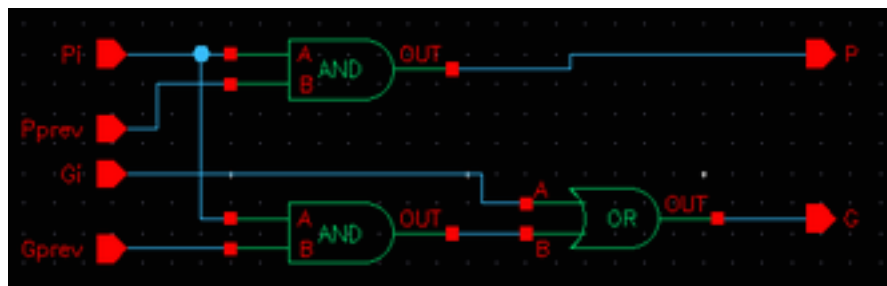 Pi A AND OUT P
B
Pprev
Gi A
A AND OUT OR OUT G
Gprev B B